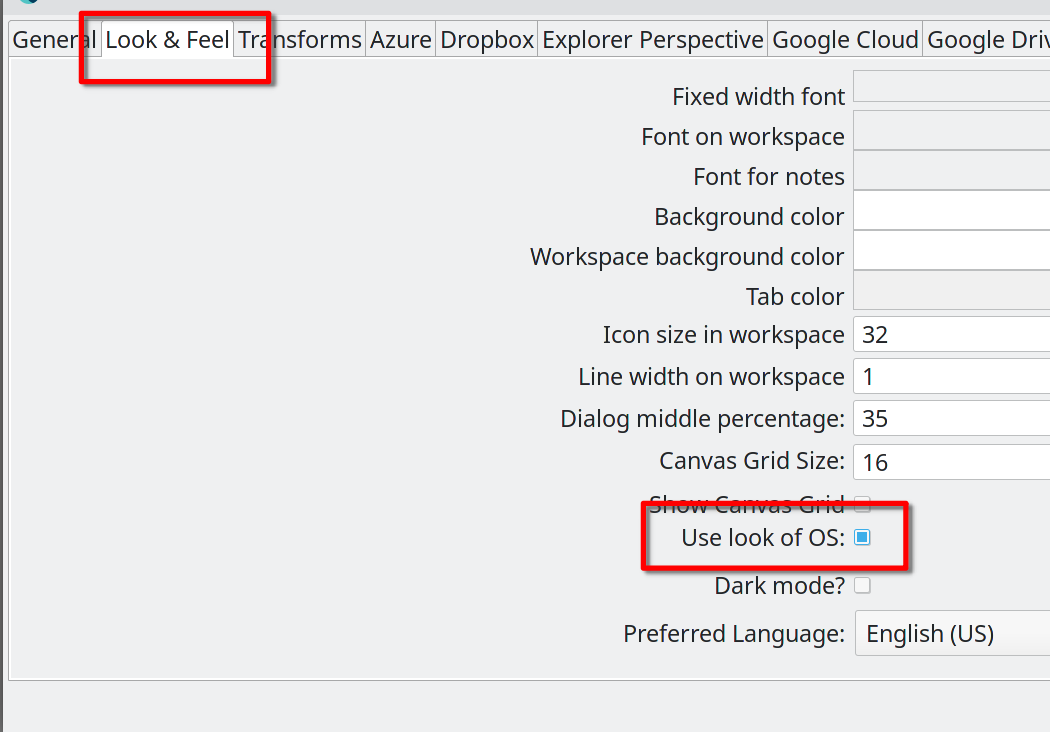 General Look & Feel Transforms Azure Dropbox Explorer Perspective Google Cloud Google Driv
Fixed width font
Font on workspace
Font for notes
Background color
Workspace background color
Tab color
Icon size in workspace 32
Line width on workspace 1
Dialog middle percentage: 35
Canvas Grid Size: 16
Show Canvas Grid
Use look of OS:
Dark mode?
Preferred Language: English (US)